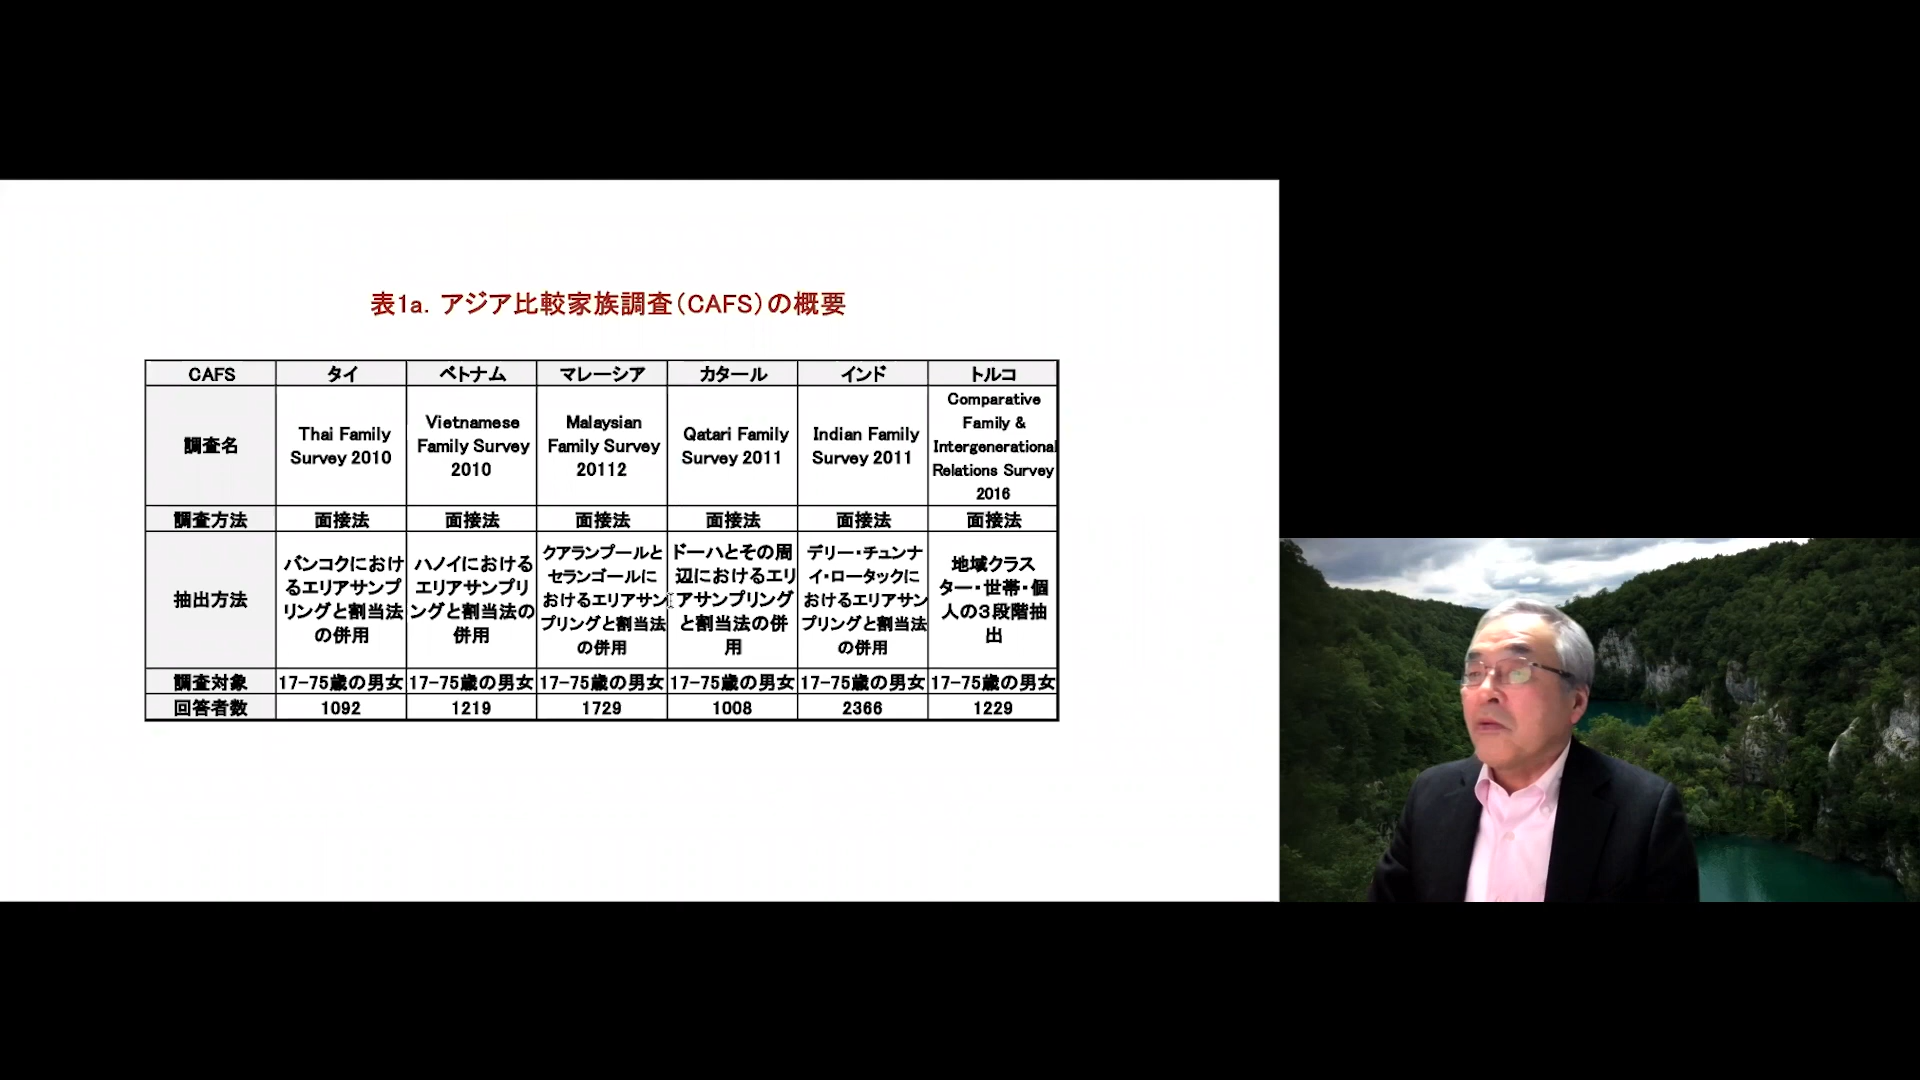 表1a. アジア比較家族調査（CAFS）の概要
CAFS タイ ベトナム マレーシア カタール インド トルコ
調査名
Thai Family
Survey 2010
Vietnamese
Family Survey
2010
Malaysian
Family Survey
20112
Qatari Family
Survey 2011
Indian Family
Survey 2011
Comparative
Family &
Intergenerational
Relations Survey
2016
調査方法 面接法 面接法 面接法 面接法 面接法 面接法
抽出方法
バンコクにおけ
るエリアサンプ
リングと割当法
の併用
ハノイにおける
エリアサンプリ
ングと割当法の
併用
クアランプールと
セランゴールに
おけるエリアサン
プリングと割当法
の併用
ドーハとその周
辺におけるエリ
アサンプリング
と割当法の併
用
デリー・チェンナ
イ・ロータックに
おけるエリアサン
プリングと割当法
の併用
地域クラス
ター・世帯・個
人の３段階抽
出
調査対象 17-75歳の男女 17-75歳の男女 17-75歳の男女 17-75歳の男女 17-75歳の男女 17-75歳の男女
回答者数 1092 1219 1729 1008 2366 1229